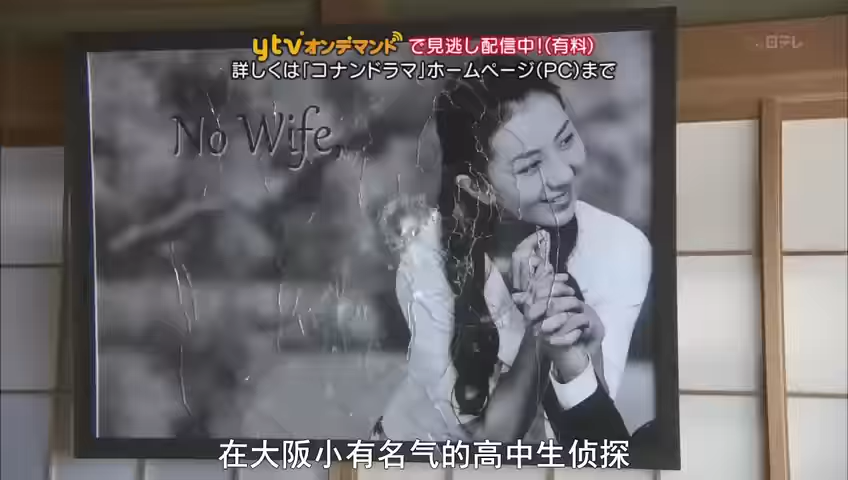 ytvオンデマンドで見逃し配信中!(有料)
日テレ
詳しくは「コナンドラマ」ホームページ(PC)まで
No Wife,
在大阪小有名气的高中生侦探